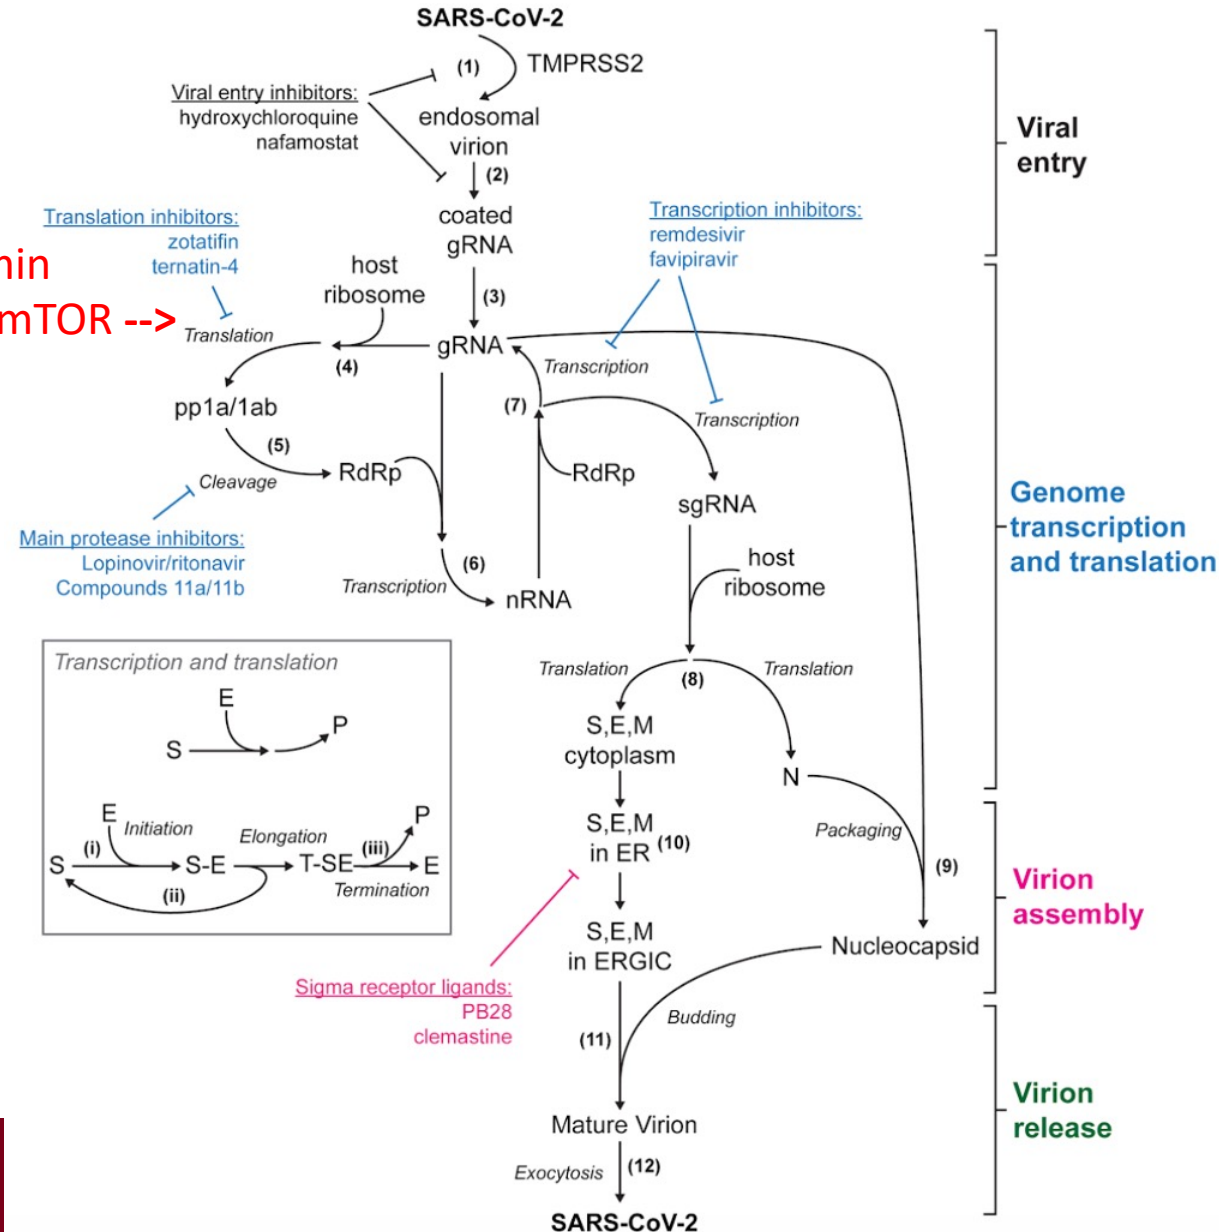 SARS-CoV-2
(1)
TMPRSS2
Viral entry inhibitors:
hydroxychloroquine
nafamostat
endosomal
virion
(2)
Viral
entry
coated
gRNA
Translation inhibitors:
zotatifin
ternatin-4
Transcription inhibitors:
remdesivir
favipiravir
min
mTOR -->
host
ribosome
(3)
Translation
gRNA
(4)
Transcription
pp1a/1ab
(7)
Transcription
(5)
RdRp
RdRp
Cleavage
sgRNA
Genome
transcription
and translation
Main protease inhibitors:
Lopinovir/ritonavir
Compounds 11a/11b
(6)
Transcription
nRNA
host
ribosome
Transcription and translation
E
S
P
E
Initiation
Elongation
P
S
(i)
S-E
T-SE
(iii)
E
(ii)
Termination
Translation
(8)
Translation
S,E,M
cytoplasm
N
S,E,M
in ER
(10)
Packaging
(9)
Virion
assembly
S,E,M
in ERGIC
Nucleocapsid
Sigma receptor ligands:
PB28
clemastine
Budding
(11)
Virion
release
Mature Virion
Exocytosis
(12)
SARS-CoV-2